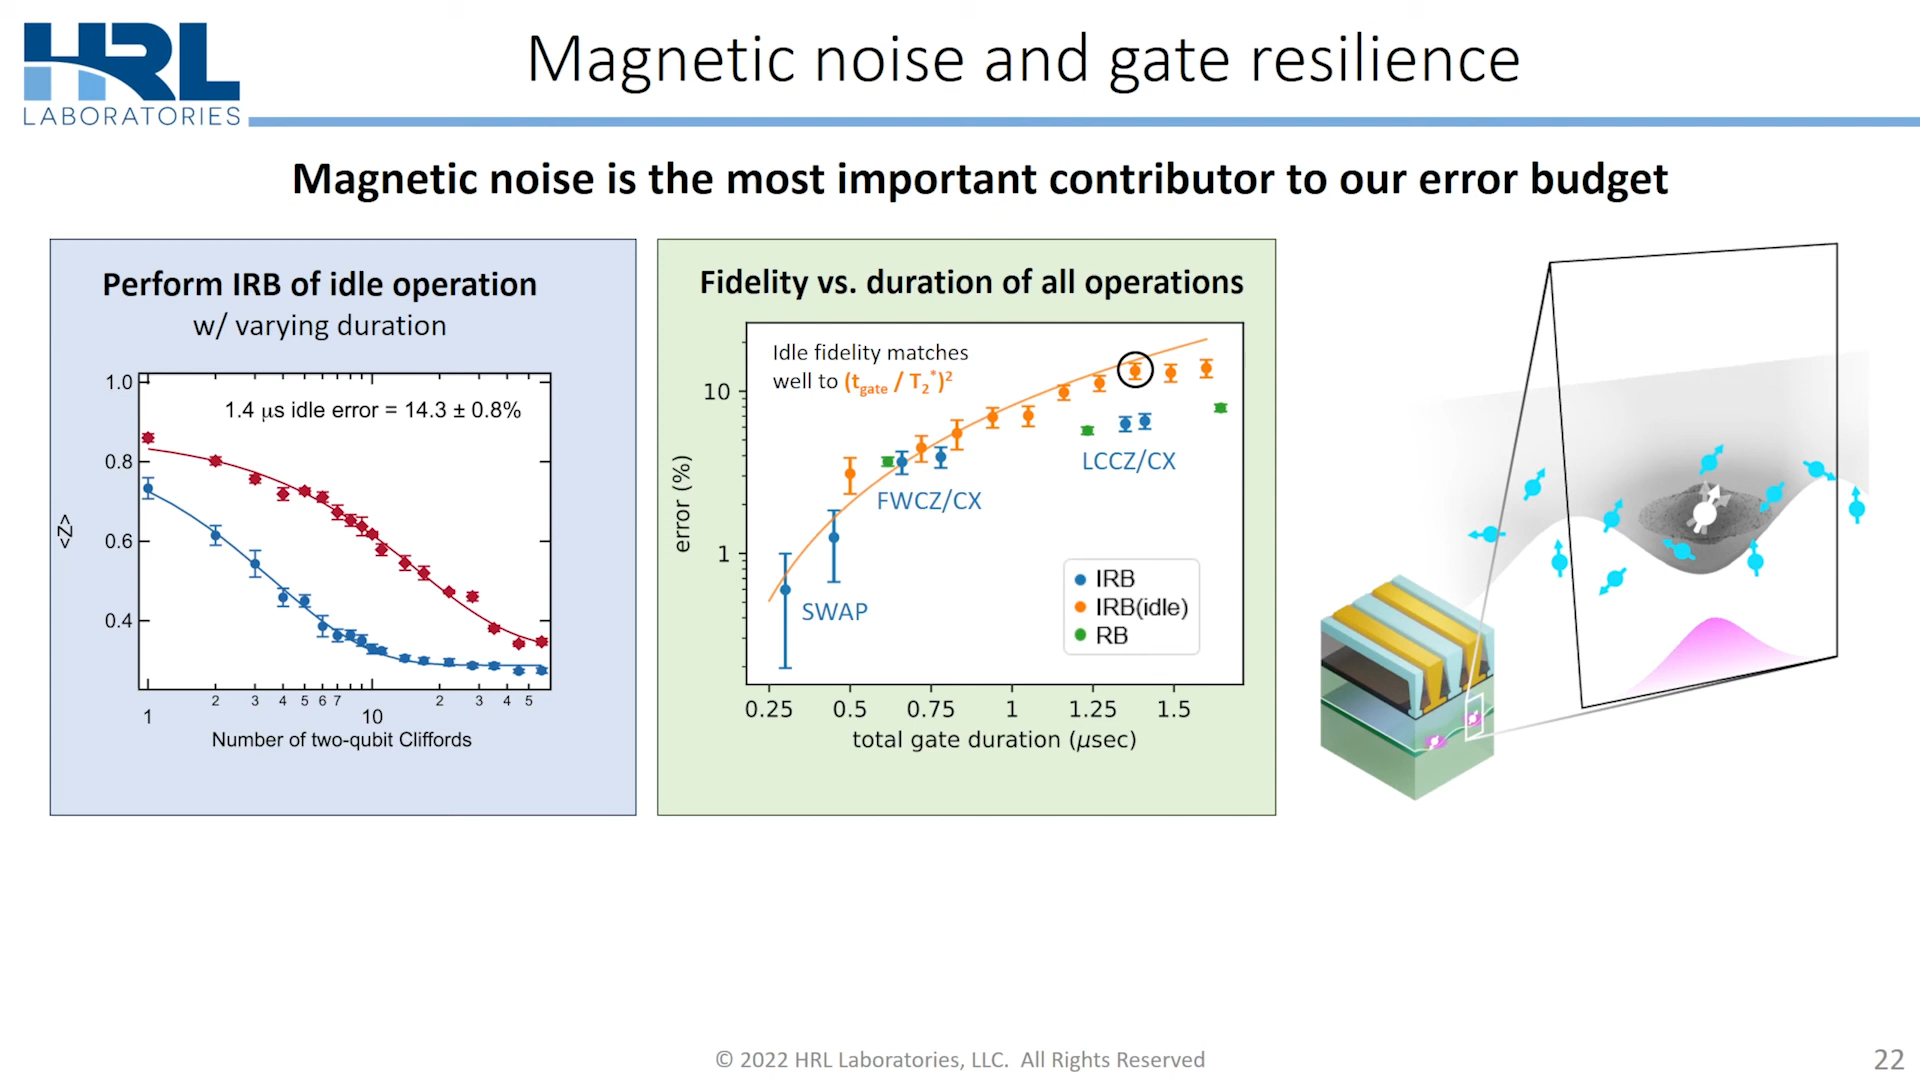 HRL
LABORATORIES
Magnetic noise and gate resilience
Magnetic noise is the most important contributor to our error budget
Perform IRB of idle operation
w/ varying duration
1.4 μs idle error = 14.3 ± 0.8%
<Z>
1.0
0.8
0.6
0.4
1
2
3
4
5
6
7
10
2
3
4
5
Number of two-qubit Cliffords
Fidelity vs. duration of all operations
Idle fidelity matches
well to (tgate / T2*)2
error (%)
10
1
LCCZ/CX
FWCZ/CX
SWAP
IRB
IRB(idle)
RB
0.25
0.5
0.75
1
1.25
1.5
total gate duration (μsec)
© 2022 HRL Laboratories, LLC. All Rights Reserved
22